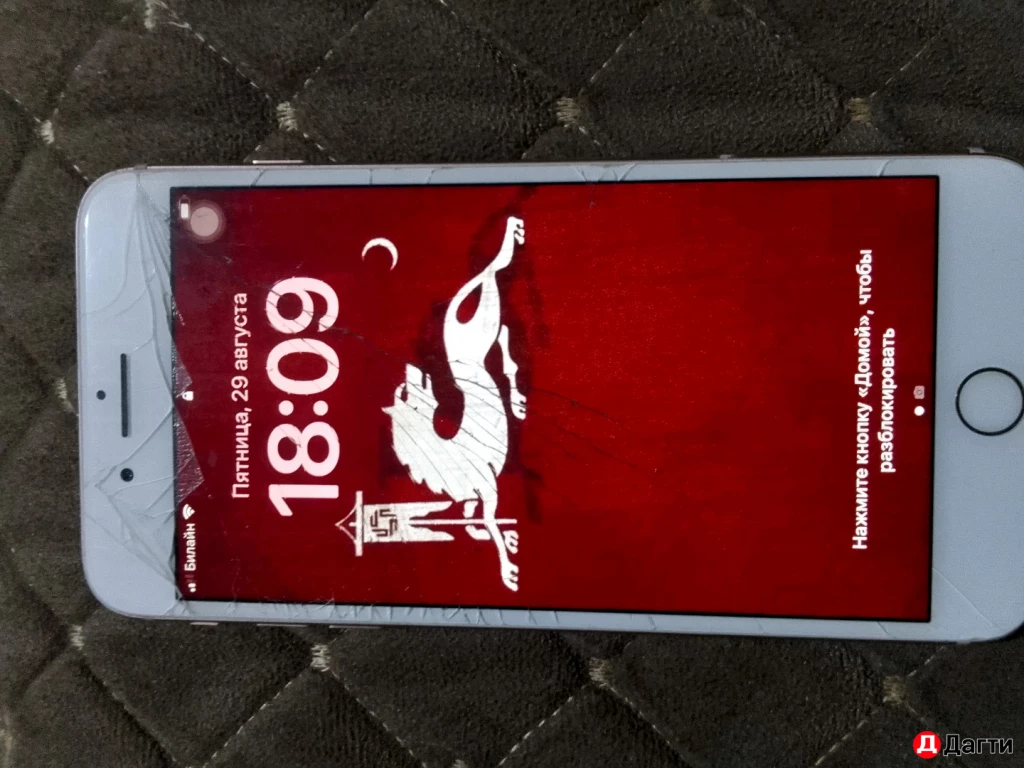 Билайн
Пятница, 29 августа
18:09
Нажмите кнопку «Домой», чтобы
разблокировать
Дагти